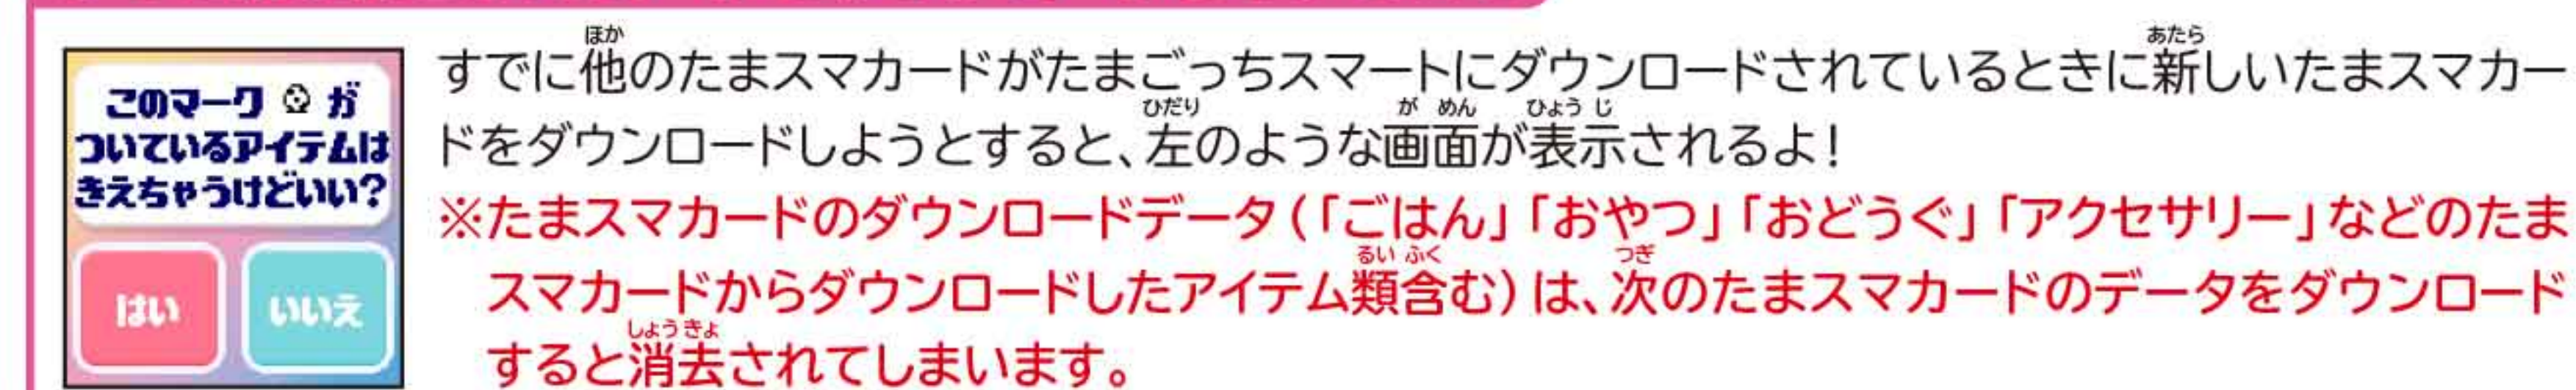 このマーク が
ついているアイテムは
きえちゃうけどいい?
はい
いいえ
すでに他のたまスマカードがたまごっちスマートにダウンロードされているときに新しいたまスマカー
ドをダウンロードしようとすると、左のような画面が表示されるよ!
※たまスマカードのダウンロードデータ(「ごはん」「おやつ」「おどうぐ」「アクセサリー」などのたま
スマカードからダウンロードしたアイテム類含む)は、次のたまスマカードのデータをダウンロード
すると消去されてしまいます。